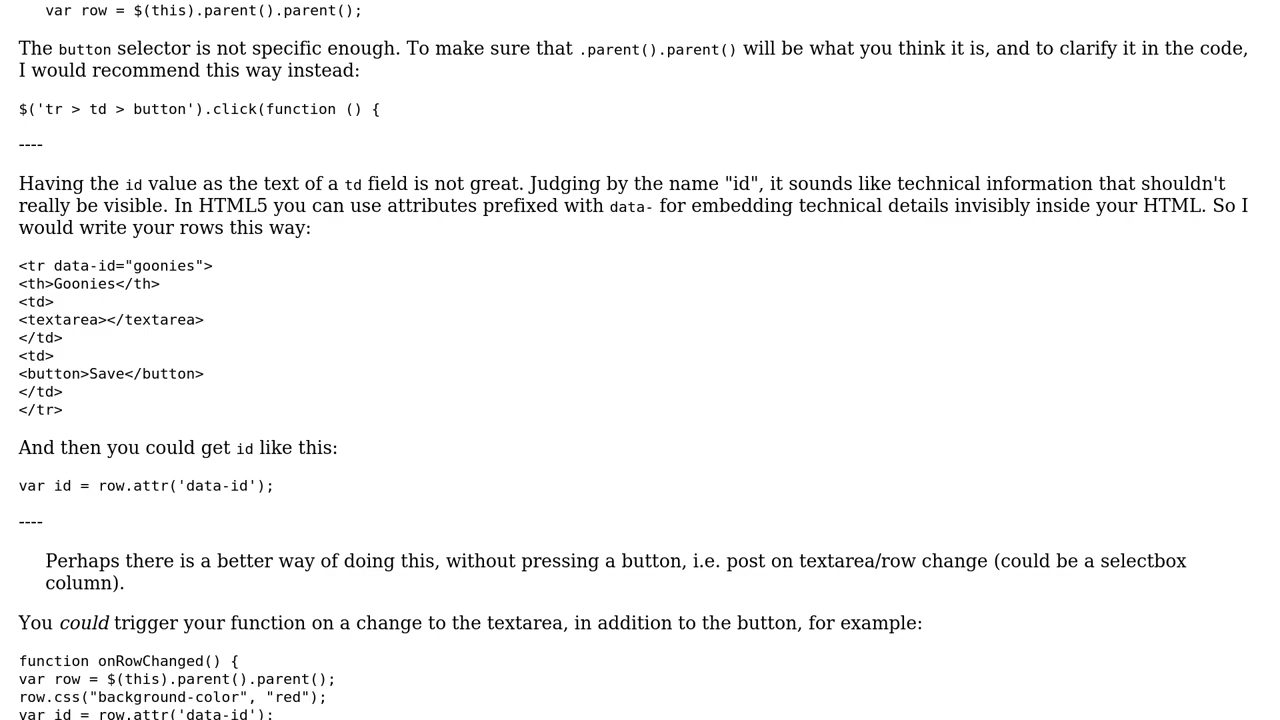 var row = $(this).parent().parent();
The button selector is not specific enough. To make sure that .parent().parent() will be what you think it is, and to clarify it in the code,
I would recommend this way instead:
$('tr > td > button').click(function () {
----
Having the id value as the text of a td field is not great. Judging by the name "id", it sounds like technical information that shouldn't
really be visible. In HTML5 you can use attributes prefixed with data- for embedding technical details invisibly inside your HTML. So I
would write your rows this way:
<tr data-id="goonies">
<th>Goonies</th>
<td>
<textarea></textarea>
</td>
<td>
<button>Save</button>
</td>
</tr>
And then you could get id like this:
var id = row.attr('data-id');
----
Perhaps there is a better way of doing this, without pressing a button, i.e. post on textarea/row change (could be a selectbox
column).
You could trigger your function on a change to the textarea, in addition to the button, for example:
function onRowChanged() {
var row = $(this).parent().parent();
row.css("background-color", "red");
var id = row.attr('data-id');